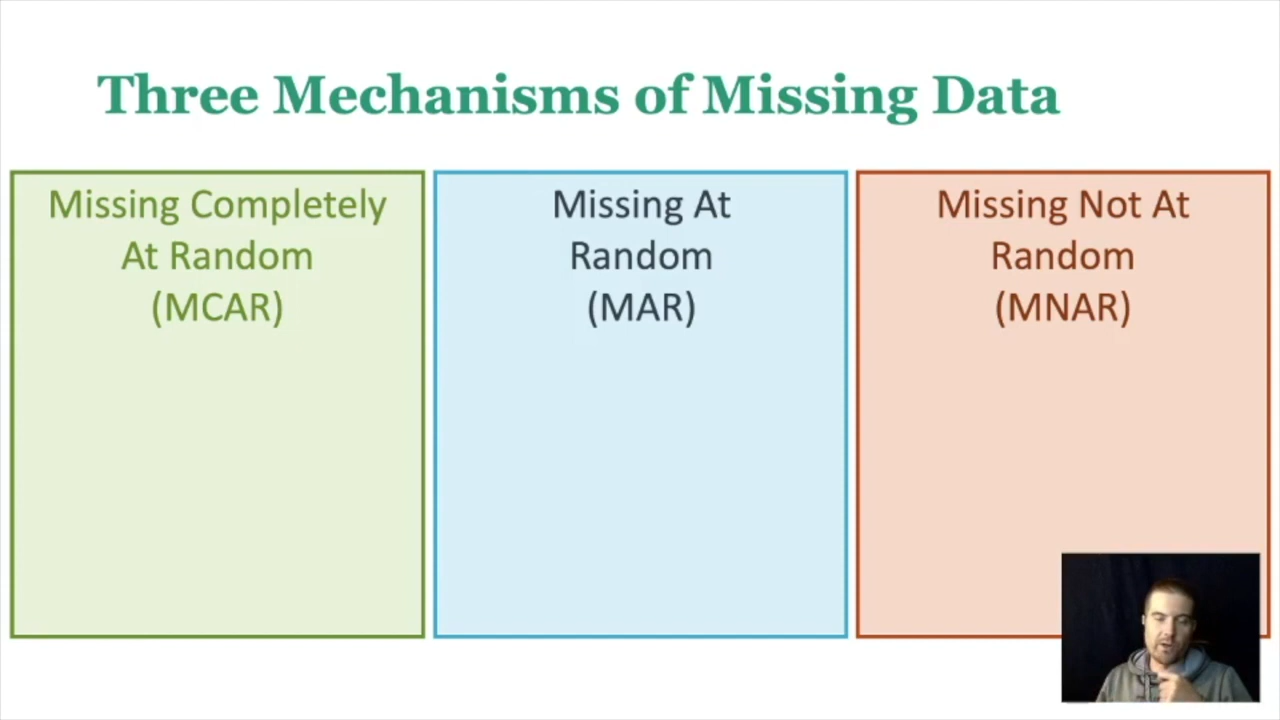 Three Mechanisms of Missing Data
Missing Completely
At Random
(MCAR)
Missing At
Random
(MAR)
Missing Not At
Random
(MNAR)